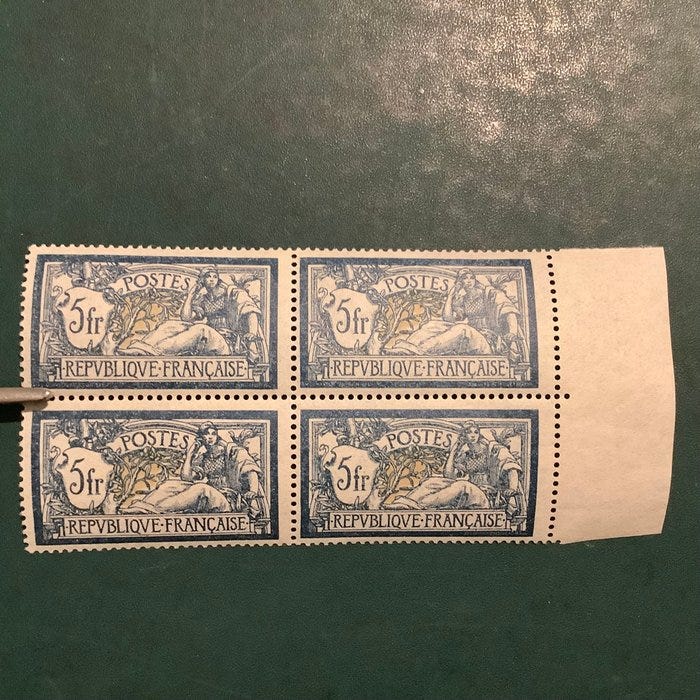 POSTES
5fr
REPVBLIQVE·FRANÇAISE
POSTES
5fr
REPVBLIQVE·FRANÇAISE
POSTES
5fr
·REPVBLIQVE·FRANÇAISE·
POSTES
5fr
·REPVBLIQVE·FRANÇAISE·